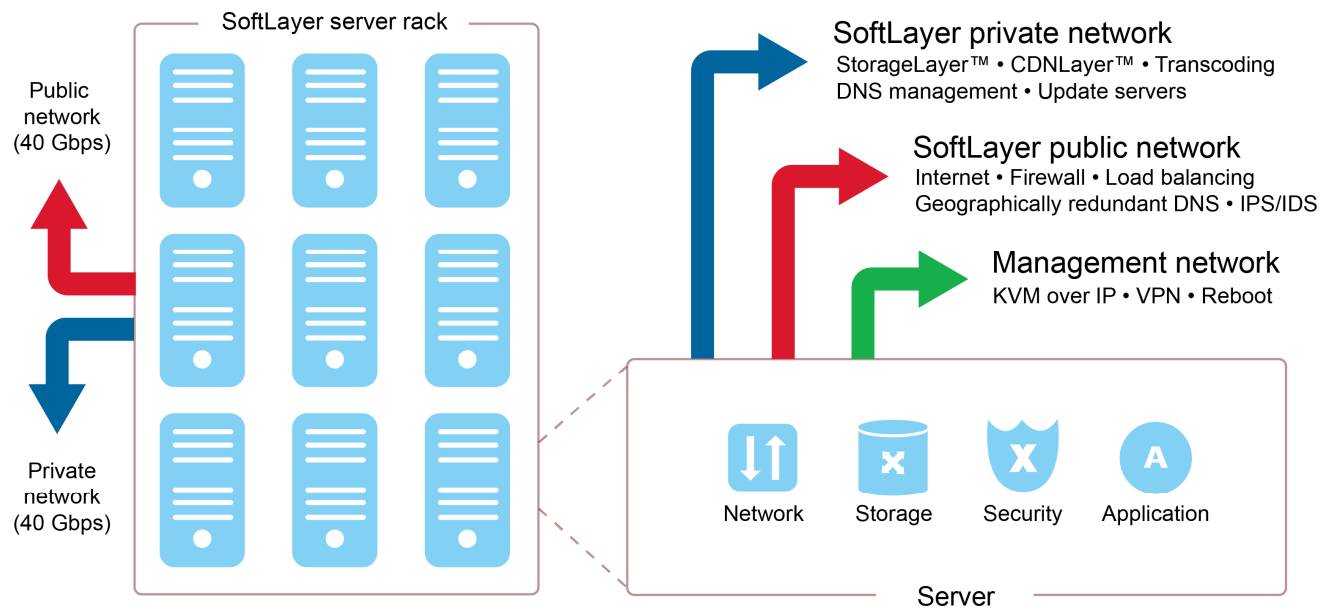 SoftLayer server rack
Public
network
(40 Gbps)
Private
network
(40 Gbps)
SoftLayer private network
StorageLayer™ • CDNLayer™ • Transcoding
DNS management • Update servers
SoftLayer public network
Internet • Firewall • Load balancing
Geographically redundant DNS • IPS/IDS
Management network
KVM over IP • VPN • Reboot
X
A
Network
Storage
Security
Application
Server